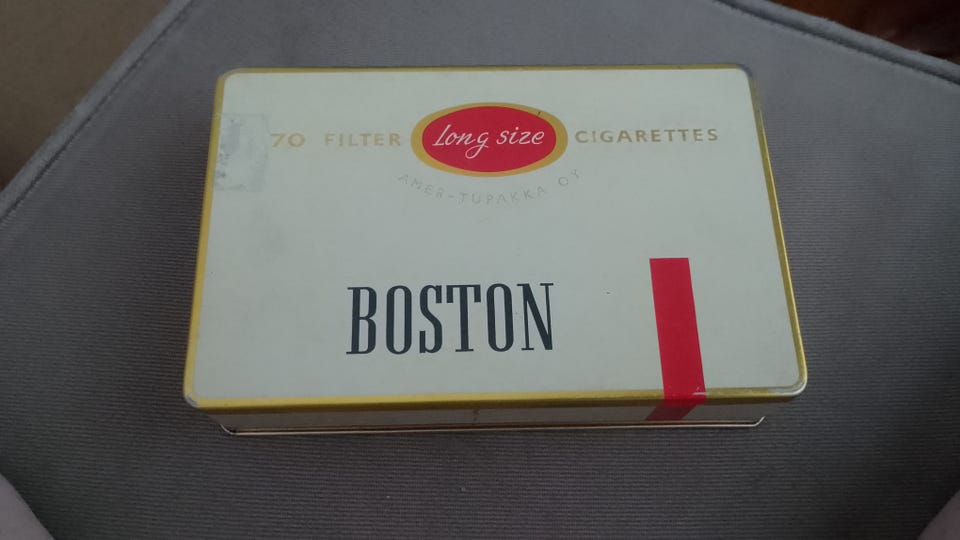 70 FILTER Long size CIGARETTES
AMER-TUPAKKA OY
BOSTON